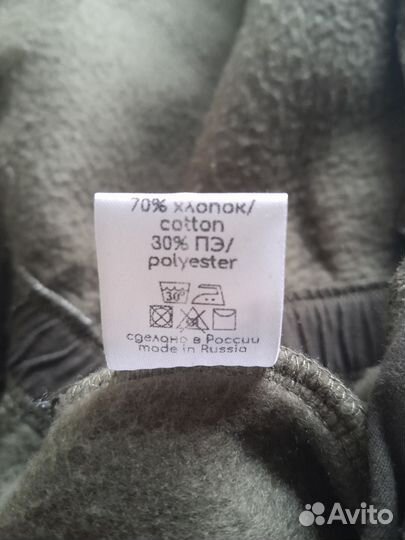 70% хлопок/
cotton
30% ПЭ/
polyester
30°
сделано в России
made in Russia
Avito